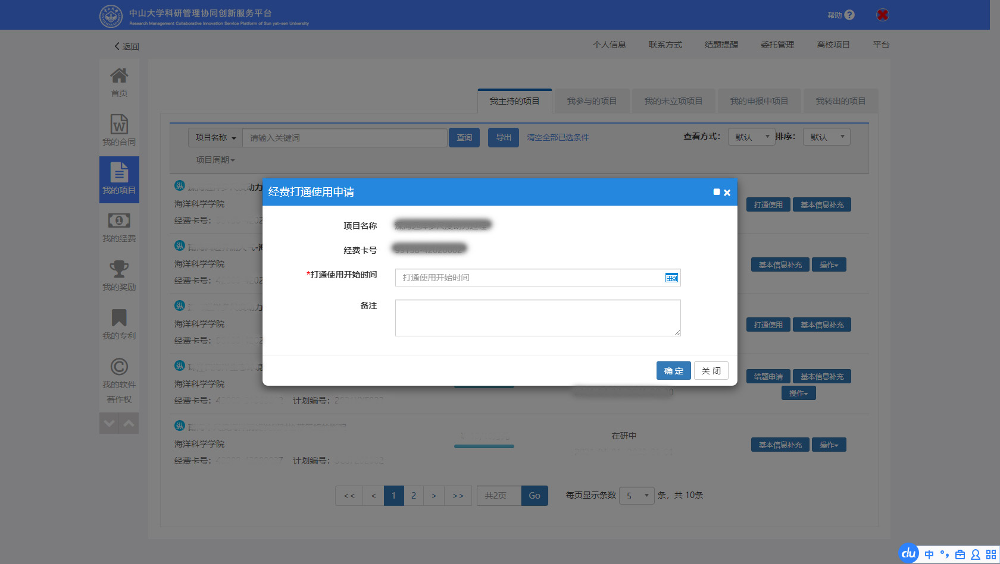 中山大学科研管理协同创新服务平台
Research Management Collaborative Innovation Service Platform of Sun yat-sen University
帮助 ?
返回
个人信息 联系方式 结题提醒 委托管理 离校项目 平台
首页
我的合同
我的项目
我的经费
我的奖励
我的专利
我的软件
著作权
我主持的项目 我参与的项目 我的未立项项目 我的申报中项目 我转出的项目
项目名称 请输入关键词 查询 导出 清空全部已选条件 查看方式： 默认 排序： 默认
项目周期
纵
海洋科学学院
经费卡号：
打通使用 基本信息补充
纵
海洋科学学院
经费卡号：
基本信息补充 操作
纵
海洋科学学院
经费卡号：
打通使用 基本信息补充
纵
海洋科学学院
经费卡号： 计划编号：
结题申请 基本信息补充
操作
纵
海洋科学学院
经费卡号： 计划编号：
在研中
基本信息补充 操作
经费打通使用申请
项目名称
经费卡号
*打通使用开始时间 打通使用开始时间
备注
确 定 关 闭
<< < 1 2 > >> 共2页 Go 每页显示条数 5 条，共 10条
du 中 °,